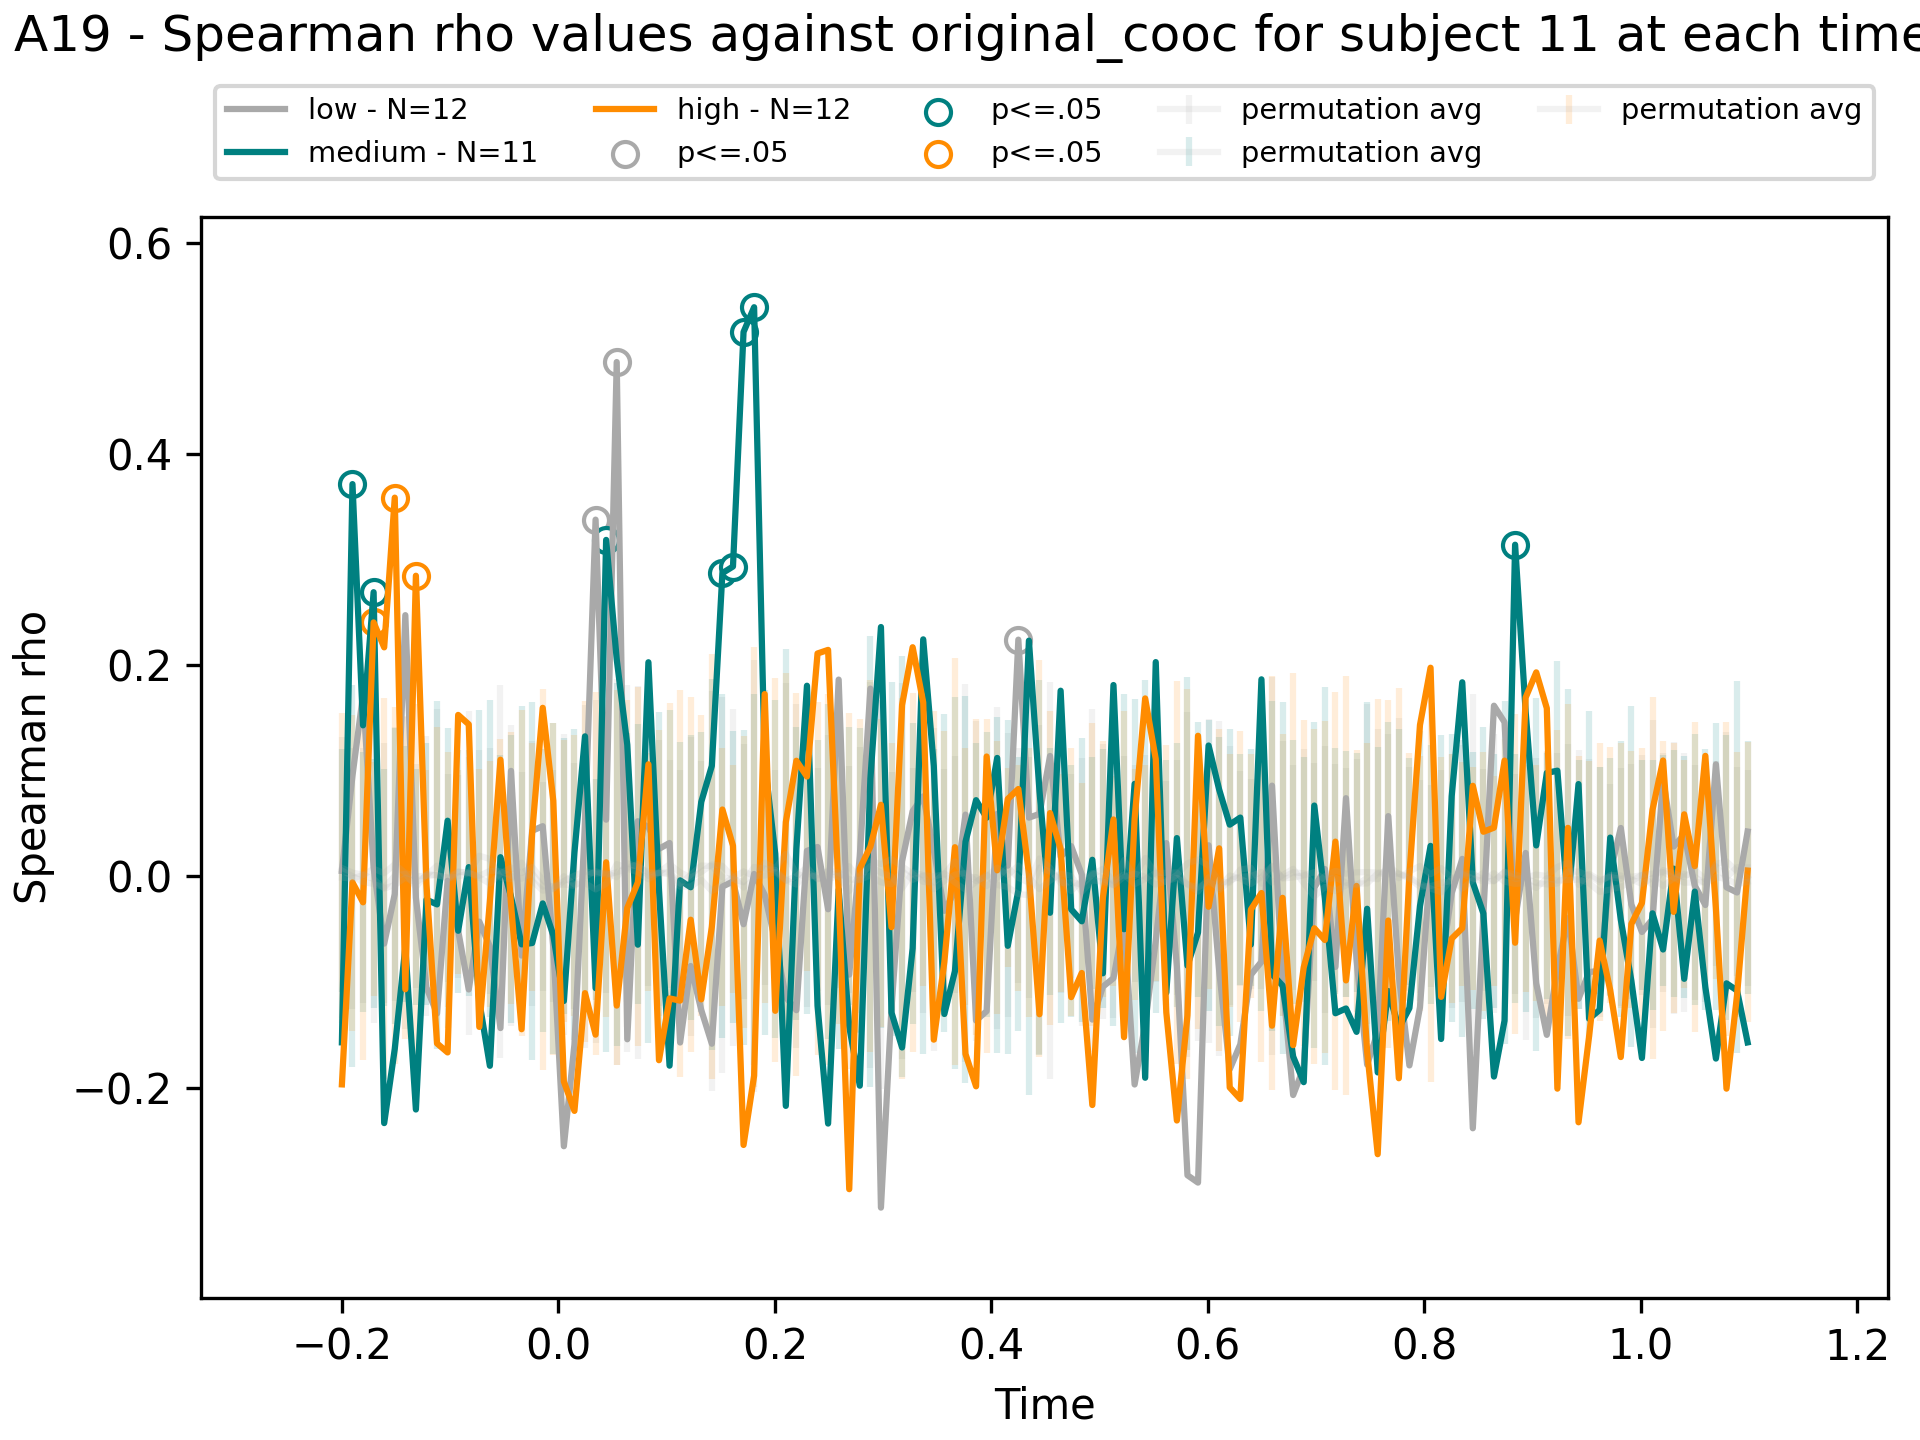 A19 - Spearman rho values against original_cooc for subject 11 at each time
low - N=12 high - N=12 p<=.05 permutation avg permutation avg
medium - N=11 p<=.05 p<=.05 permutation avg
0.6
0.4
0.2
0.0
−0.2
Spearman rho
−0.2 0.0 0.2 0.4 0.6 0.8 1.0 1.2
Time